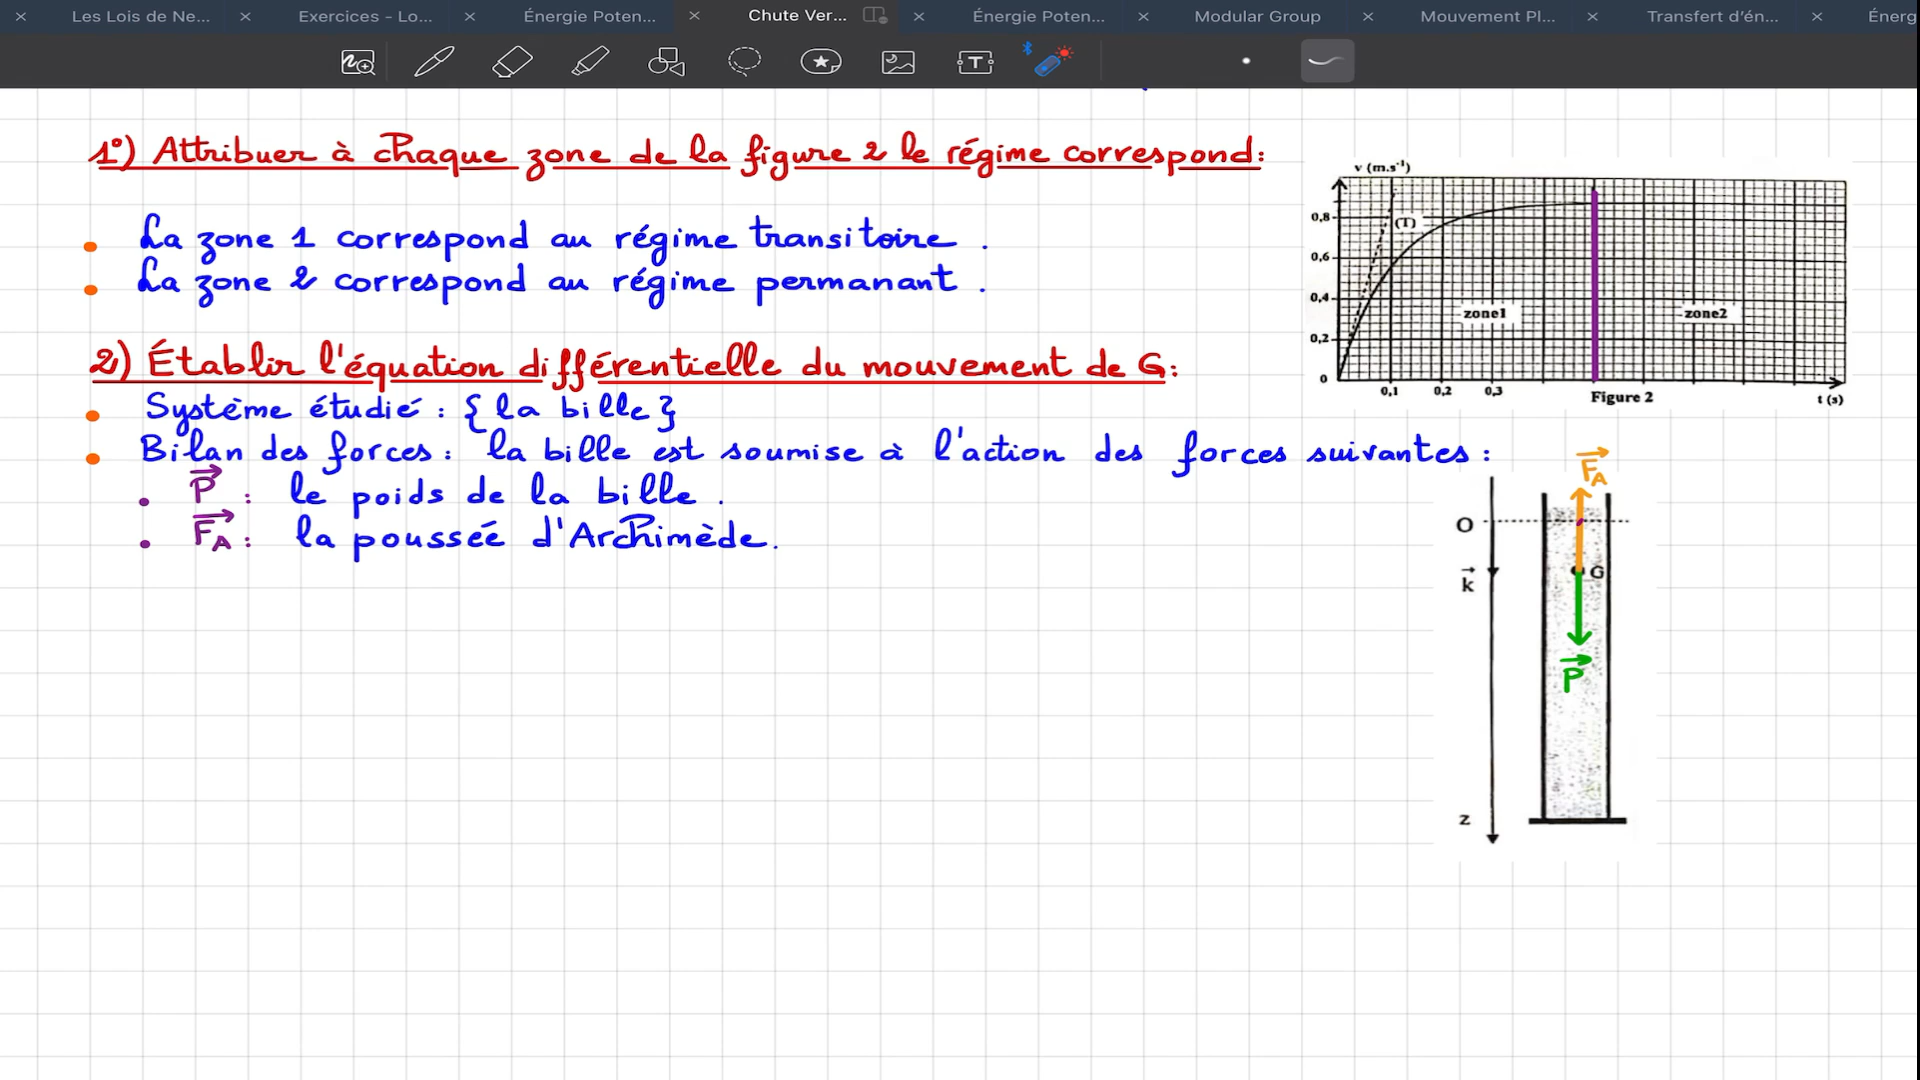 Les Lois de Ne...
Exercices - Lo...
Énergie Poten...
Chute Ver...
Énergie Poten...
Modular Group
Mouvement Pl...
Transfert d'én...
Énerg
T
1°) Attribuer à chaque zone de la figure 2 le régime correspond:
La zone 1 correspond au régime transitoire .
La zone 2 correspond au régime permanant .
2) Établir l'équation différentielle du mouvement de G:
Système étudié : { la bille }
Bilan des forces : la bille est soumise à l'action des forces suivantes :
P⃗ : le poids de la bille .
F⃗A : la pousseé d'Archimède.
v (m.s⁻¹)
0,8
(T)
0,6
0,4
zone1
zone2
0,2
0
0,1
0,2
0,3
Figure 2
t (s)
F⃗A
O
k⃗
G
P⃗
z